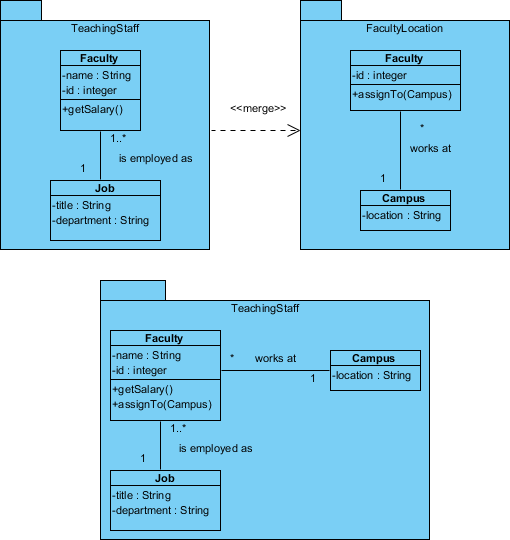 TeachingStaff
Faculty
-name : String
-id : integer
+getSalary()
1..*
is employed as
1
Job
-title : String
-department : String
<<merge>>
FacultyLocation
Faculty
-id : integer
+assignTo(Campus)
*
works at
1
Campus
-location : String
TeachingStaff
Faculty
-name : String
-id : integer
+getSalary()
+assignTo(Campus)
* works at
1
Campus
-location : String
1..*
is employed as
1
Job
-title : String
-department : String